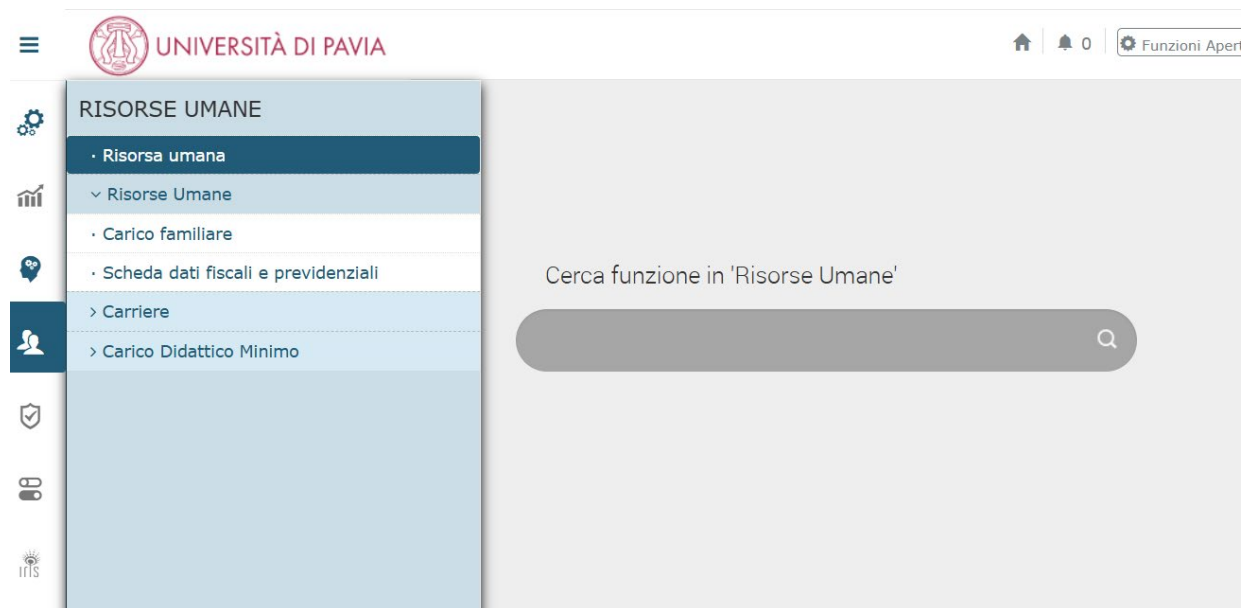 UNIVERSITÀ DI PAVIA
0
Funzioni Apert
RISORSE UMANE
· Risorsa umana
Risorse Umane
· Carico familiare
· Scheda dati fiscali e previdenziali
> Carriere
> Carico Didattico Minimo
Cerca funzione in 'Risorse Umane'
IrIS